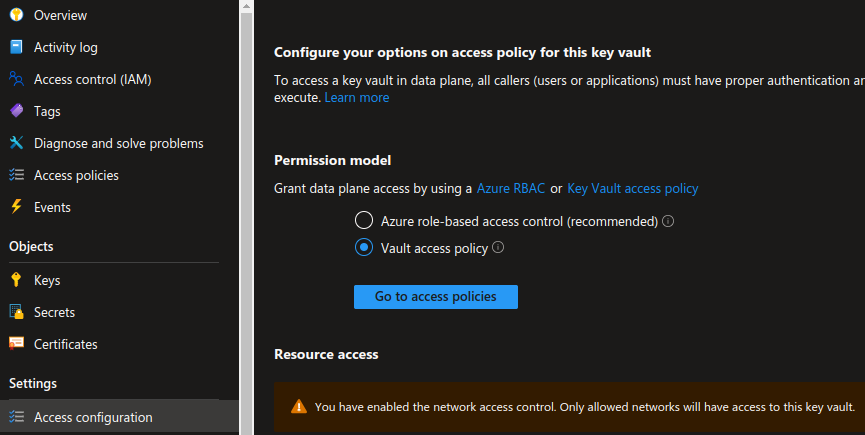 Overview
Activity log
Access control (IAM)
Tags
Diagnose and solve problems
Access policies
Events
Objects
Keys
Secrets
Certificates
Settings
Access configuration
Configure your options on access policy for this key vault
To access a key vault in data plane, all callers (users or applications) must have proper authentication
execute. Learn more
Permission model
Grant data plane access by using a Azure RBAC or Key Vault access policy
Azure role-based access control (recommended)
Vault access policy
Go to access policies
Resource access
You have enabled the network access control. Only allowed networks will have access to this key vault.